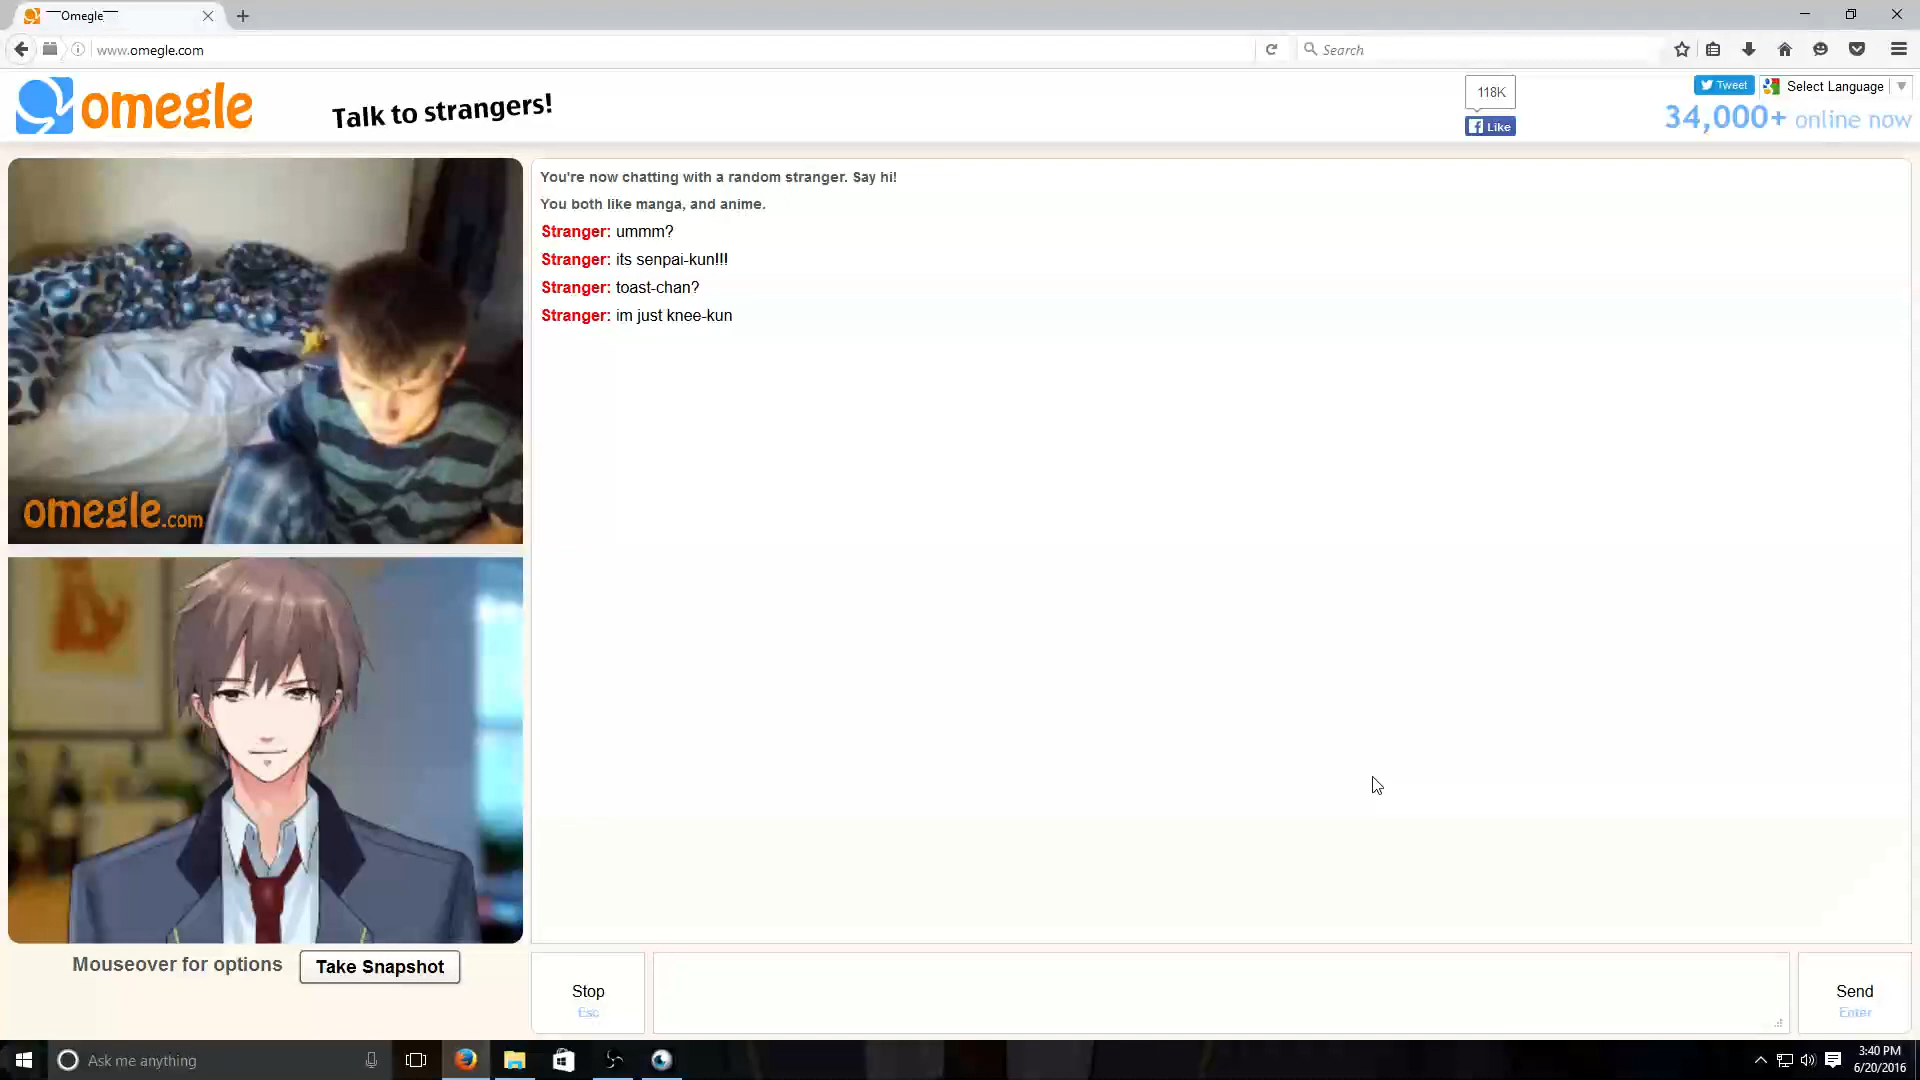 Omegle
www.omegle.com
Search
omegle
Talk to strangers!
118K
Like
Tweet
Select Language
34,000+ online now
You're now chatting with a random stranger. Say hi!
You both like manga, and anime.
Stranger: ummm?
Stranger: its senpai-kun!!!
Stranger: toast-chan?
Stranger: im just knee-kun
omegle.com
Mouseover for options
Take Snapshot
Stop
Esc
Send
Enter
Ask me anything
3:40 PM
6/20/2016